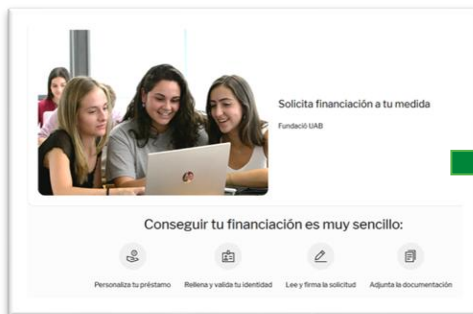 Solicita financiación a tu medida
Fundació UAB
Conseguir tu financiación es muy sencillo:
Personaliza tu préstamo
Rellena y valida tu identidad
Lee y firma la solicitud
Adjunta la documentación